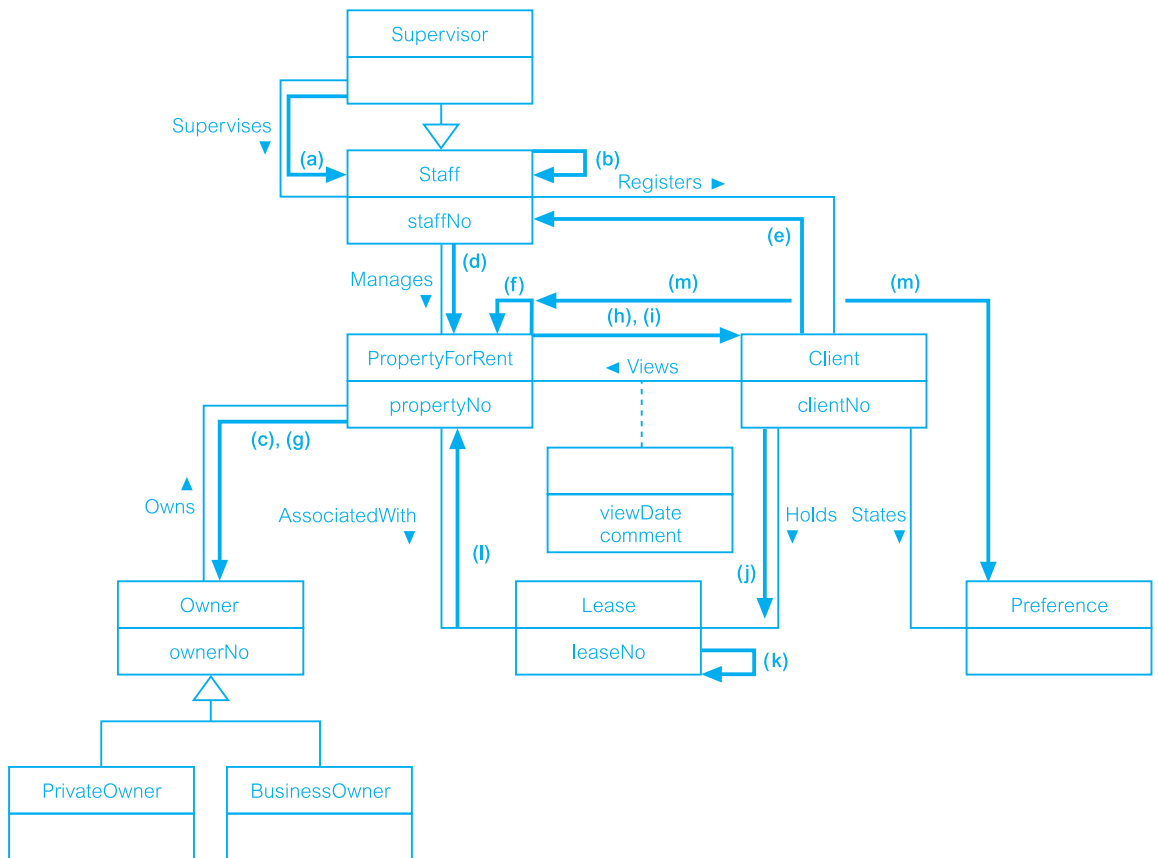 Supervisor
Supervises
▼
(a)
(b)
Staff
Registers ►
staffNo
(e)
(d)
Manages
▼
(f)
(m)
(m)
(h), (i)
PropertyForRent
Client
◄ Views
propertyNo
clientNo
(c), (g)
▲
Owns
AssociatedWith
▼
viewDate
comment
Holds
▼
States
▼
(l)
(j)
Owner
Lease
Preference
ownerNo
leaseNo
(k)
PrivateOwner
BusinessOwner